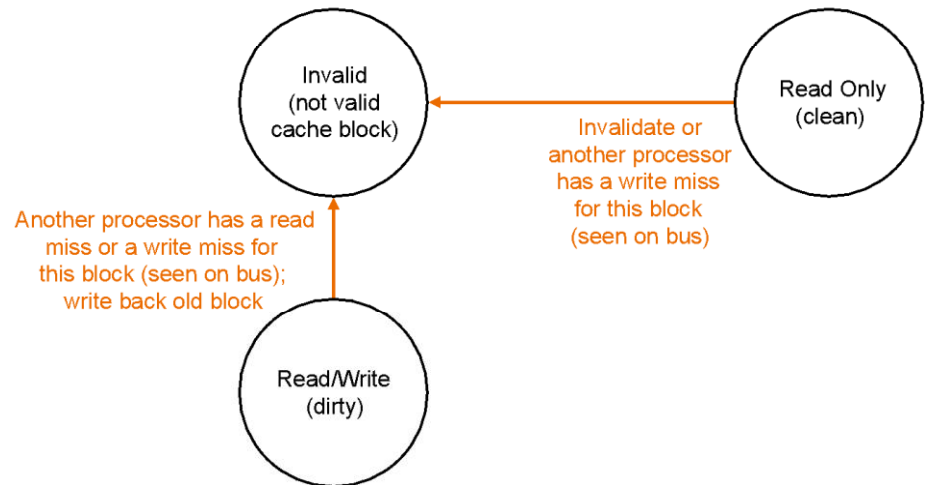 Invalid
(not valid
cache block)
Read Only
(clean)
Invalidate or
another processor
has a write miss
for this block
(seen on bus)
Another processor has a read
miss or a write miss for
this block (seen on bus);
write back old block
Read/Write
(dirty)